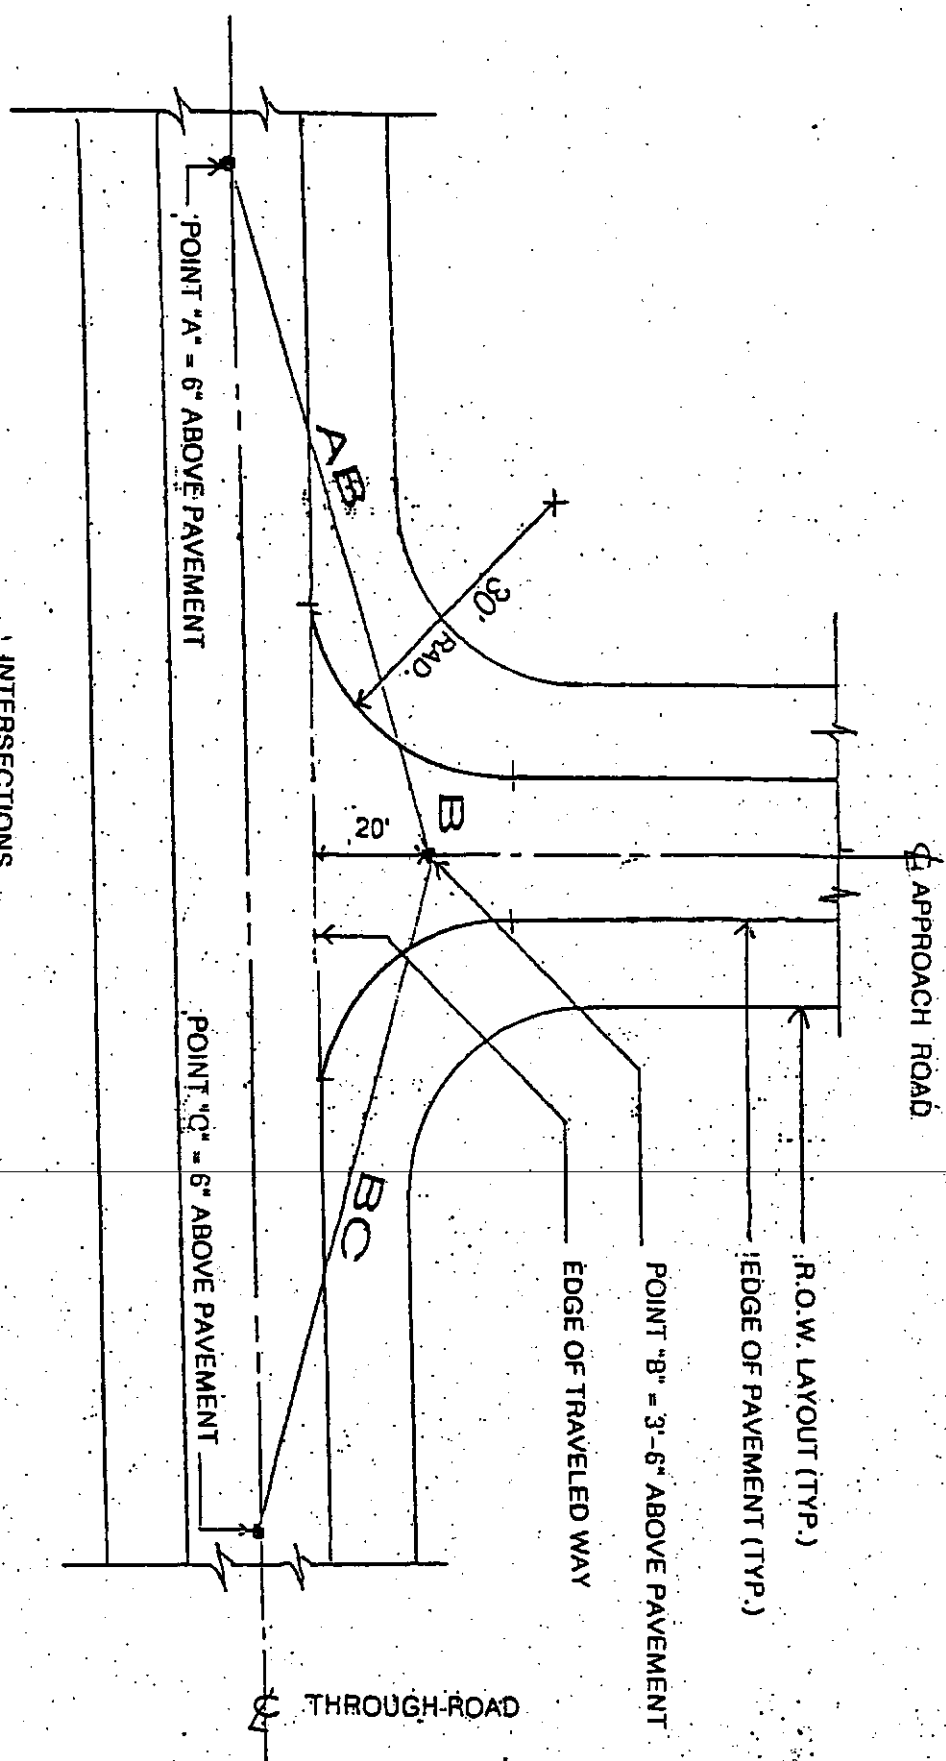 ℄ APPROACH ROAD
R.O.W. LAYOUT (TYP.)
EDGE OF PAVEMENT (TYP.)
POINT "B" = 3'-6" ABOVE PAVEMENT
EDGE OF TRAVELED WAY
30'
RAD.
B
20'
AB
BC
POINT "A" = 6" ABOVE PAVEMENT
POINT "C" = 6" ABOVE PAVEMENT
℄ THROUGH-ROAD
INTERSECTIONS